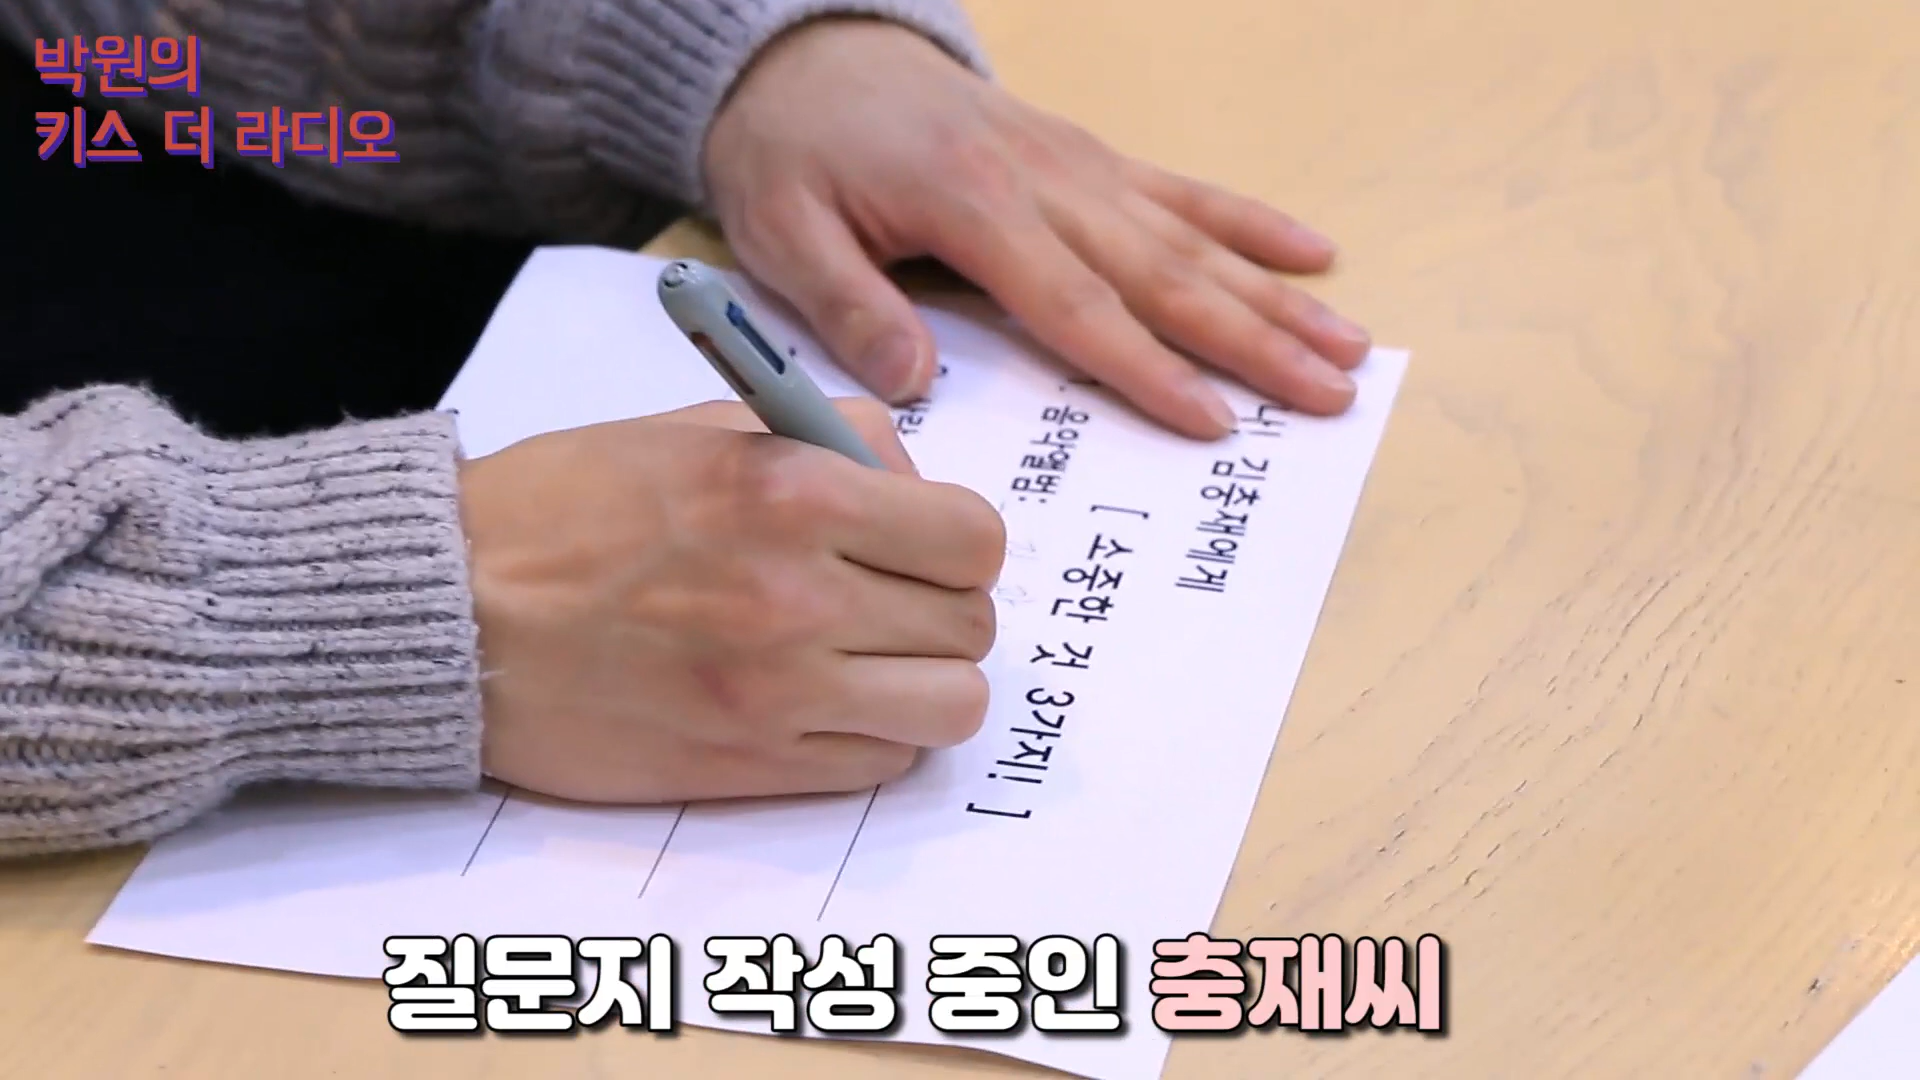 박원의
키스 더 라디오
나! 김충재에게
[ 소중한 것 3가지! ]
음악앨범:
질문지 작성 중인 충재씨